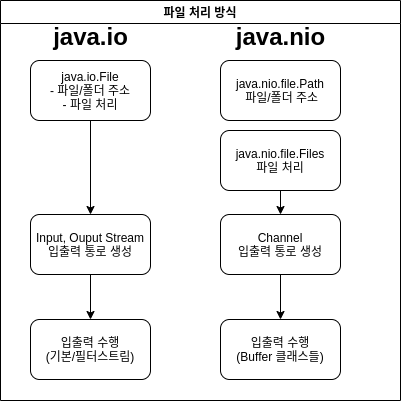 파일 처리 방식
java.io
java.io.File
- 파일/폴더 주소
- 파일 처리
Input, Ouput Stream
입출력 통로 생성
입출력 수행
(기본/필터스트림)
java.nio
java.nio.file.Path
파일/폴더 주소
java.nio.file.Files
파일 처리
Channel
입출력 통로 생성
입출력 수행
(Buffer 클래스들)